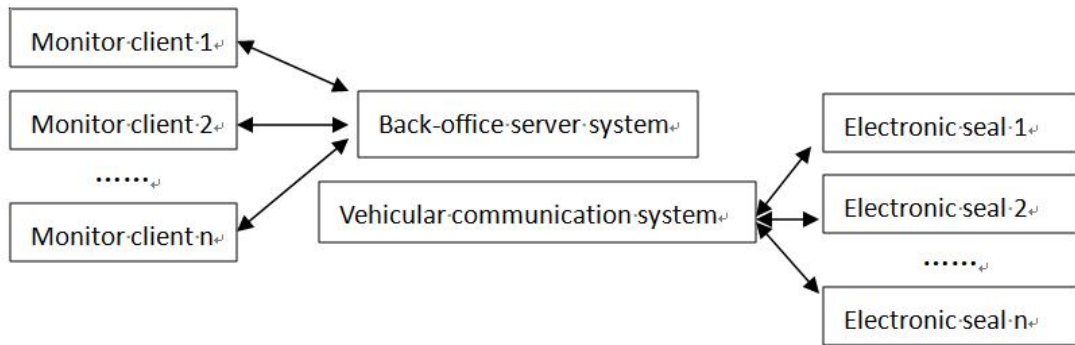 Monitor client 1
Monitor client 2
......
Monitor client n
Back-office server system
Vehicular communication system
Electronic seal 1
Electronic seal 2
......
Electronic seal n